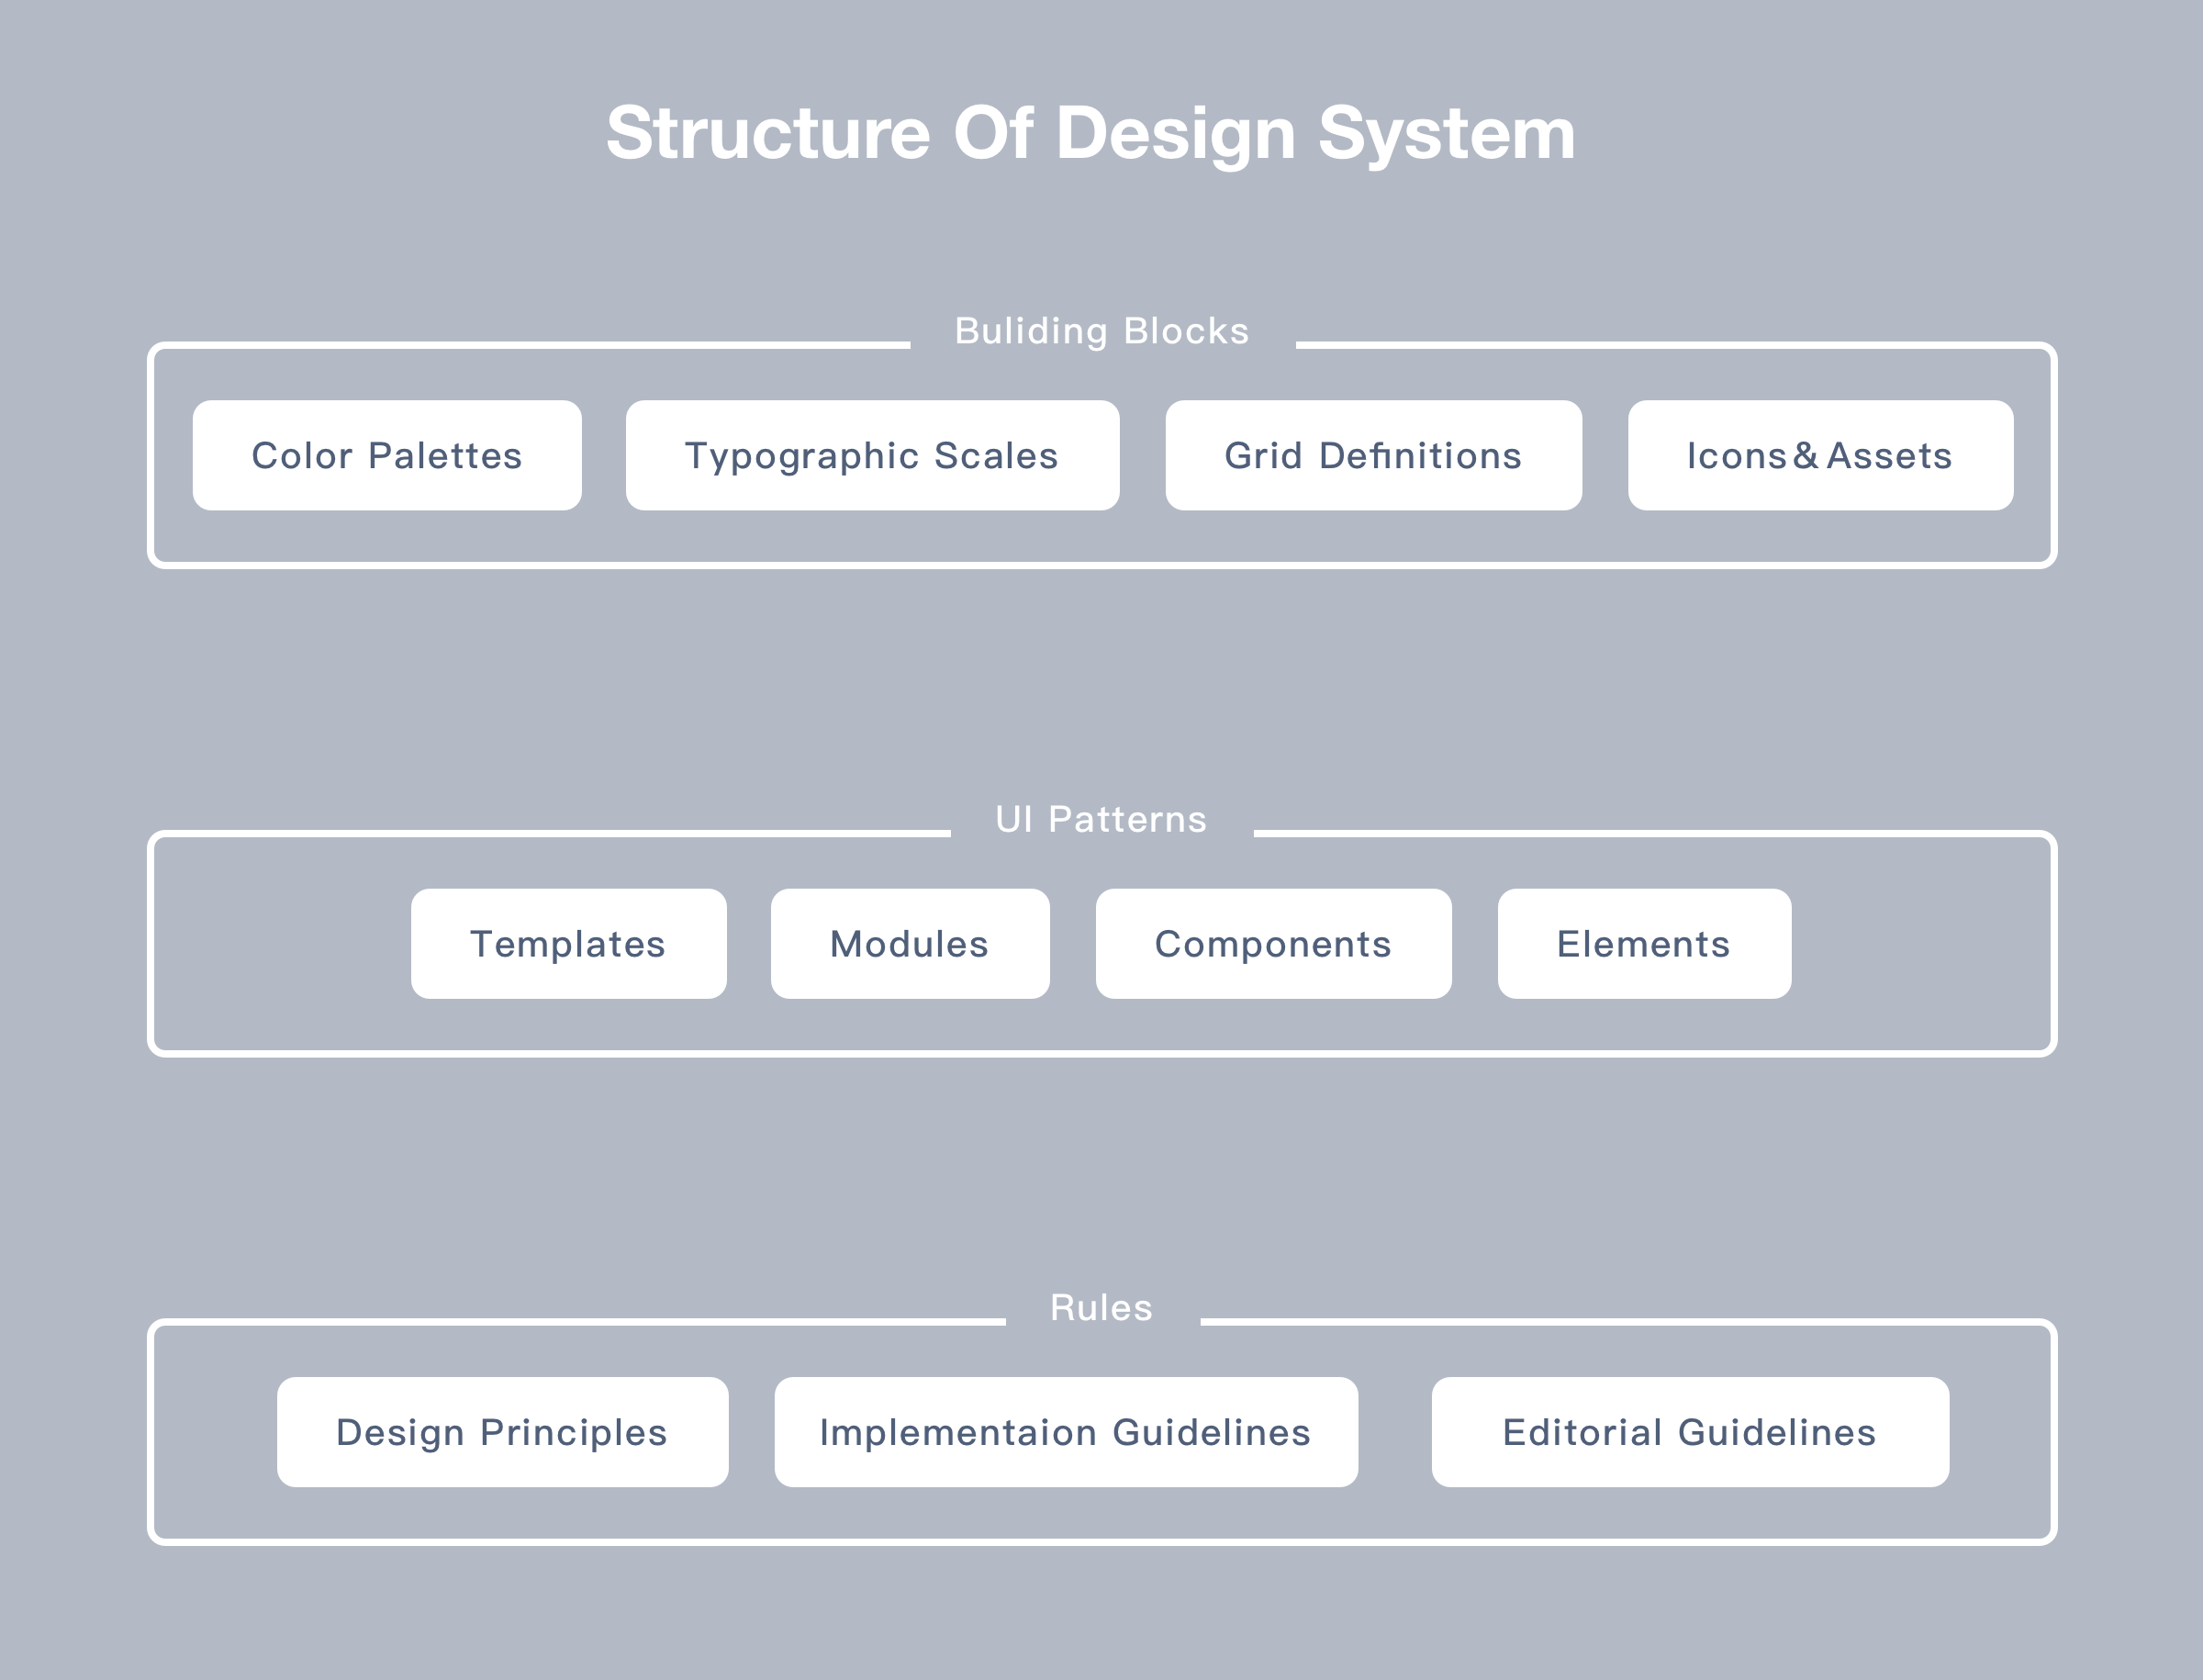 Structure Of Design System
Buliding Blocks
Color Palettes
Typographic Scales
Grid Definitions
Icons&Assets
UI Patterns
Templates
Modules
Components
Elements
Rules
Design Principles
Implementaion Guidelines
Editorial Guidelines